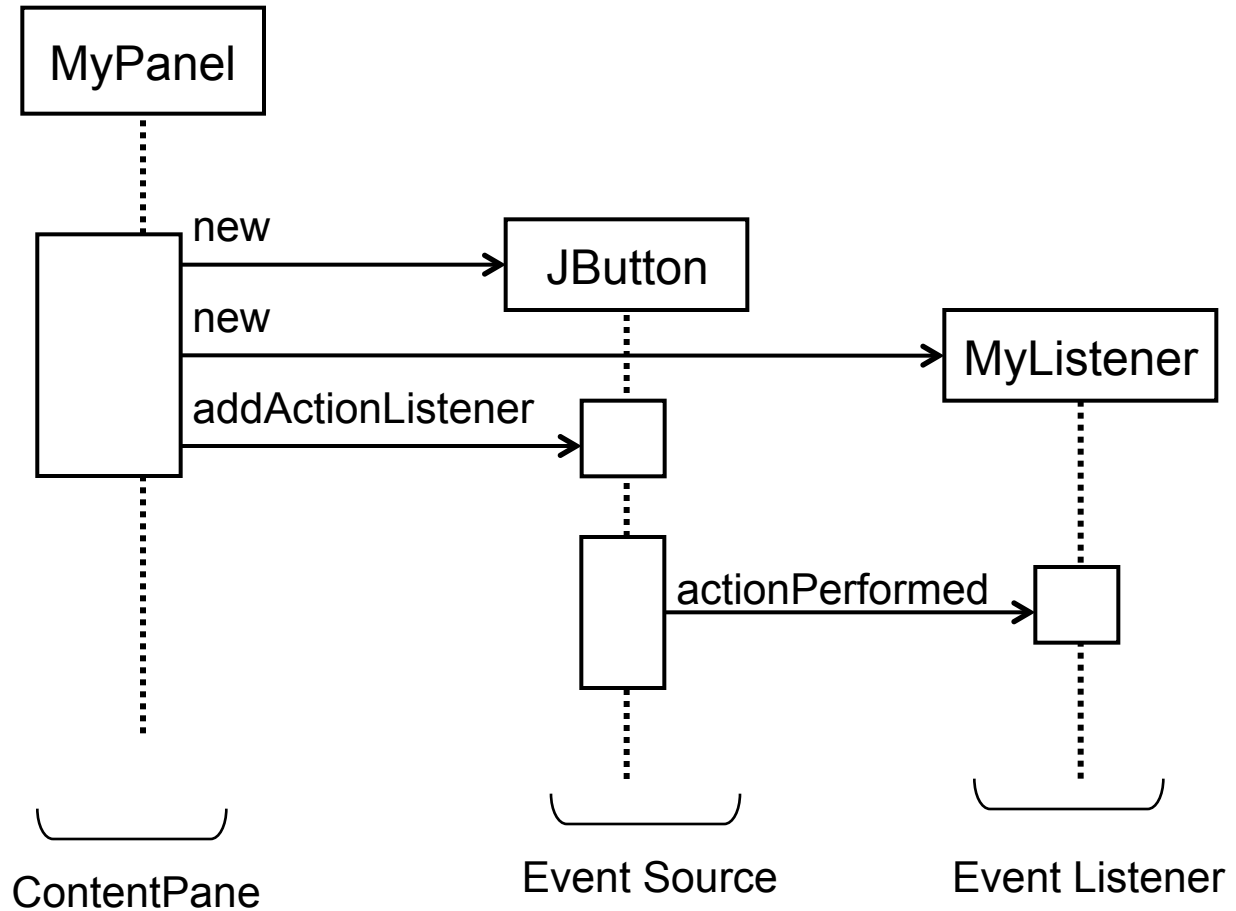 MyPanel
new
JButton
new
MyListener
addActionListener
actionPerformed
ContentPane
Event Source
Event Listener